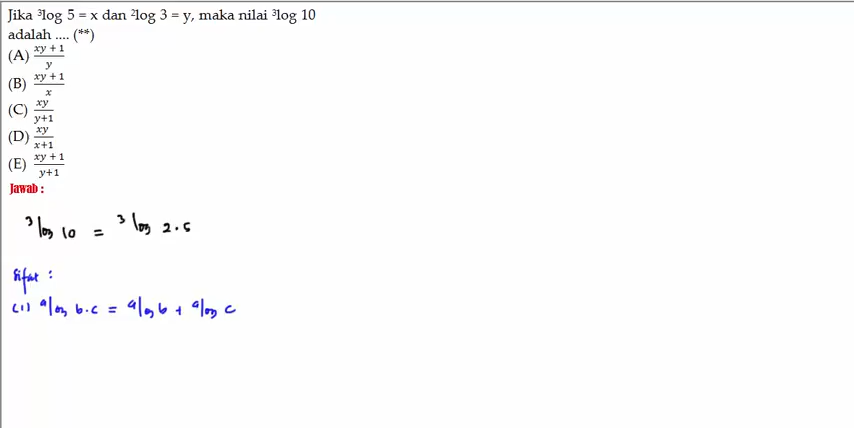 Jika ³log 5 = x dan ²log 3 = y, maka nilai ³log 10
adalah .... (**)
(A) xy + 1 / y
(B) xy + 1 / x
(C) xy / y+1
(D) xy / x+1
(E) xy + 1 / y+1
Jawab :
³log 10 = ³log 2 · 5
Sifat :
(1) ᵃlog b·c = ᵃlog b + ᵃlog c